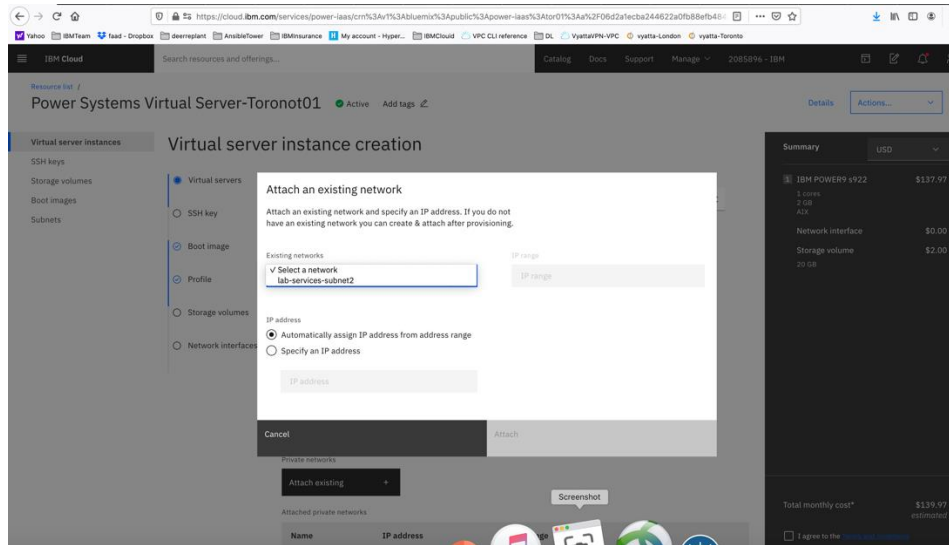 https://cloud.ibm.com/services/power-iaas/crn%3Av1%3Abluemix%3Apublic%3Apower-iaas%3Ator01%3Aa%2F06d2a1ecba244622a0fb88efb484
Yahoo IBMTeam faad - Dropbox deerreplant AnsibleTower IBMInsurance My account - Hyper... IBMClouid VPC CLI reference DL VyattaVPN-VPC vyatta-London vyatta-Toronto
IBM Cloud Search resources and offerings... Catalog Docs Support Manage 2085896 - IBM
Resource list /
Power Systems Virtual Server-Toronot01 Active Add tags Details Actions...
Virtual server instances
SSH keys
Storage volumes
Boot images
Subnets
Virtual server instance creation
Virtual servers
SSH key
Boot image
Profile
Storage volumes
Network interfaces
Attach an existing network
Attach an existing network and specify an IP address. If you do not
have an existing network you can create & attach after provisioning.
Existing networks
Select a network
lab-services-subnet2
IP range
IP range
IP address
Automatically assign IP address from address range
Specify an IP address
IP address
Cancel Attach
Private networks
Attach existing +
Attached private networks
Name IP address
Screenshot
Summary USD
1 IBM POWER9 s922 $137.97
1 cores
2 GB
AIX
Network interface $0.00
Storage volume $2.00
20 GB
Total monthly cost* $139.97
estimated
I agree to the